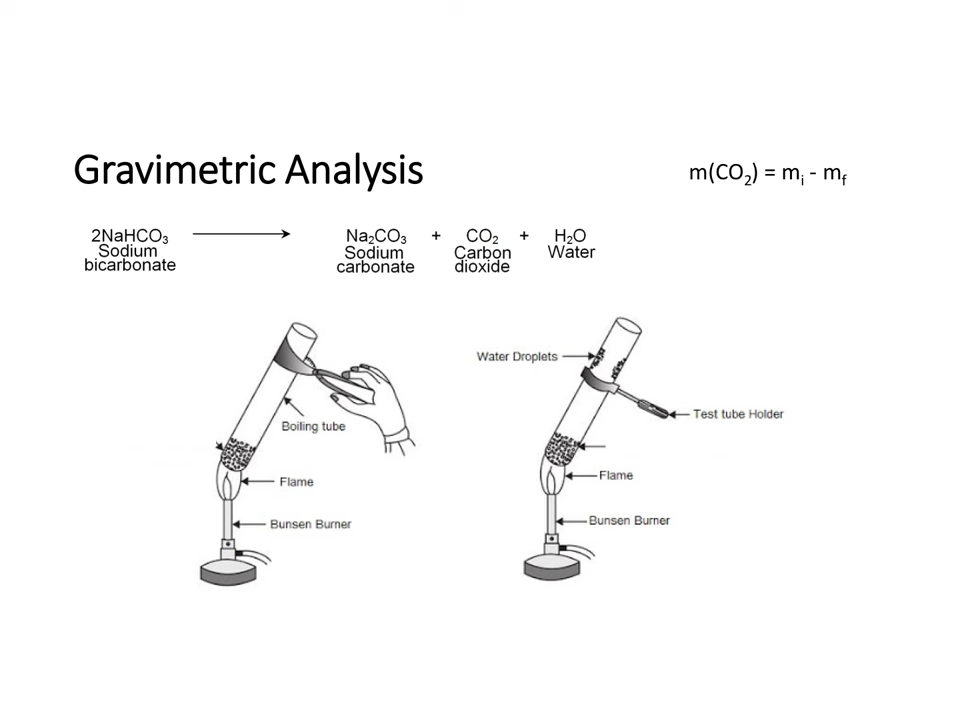 Gravimetric Analysis
m(CO₂) = mᵢ - m_f
2NaHCO₃ Na₂CO₃ + CO₂ + H₂O
Sodium Sodium Carbon Water
bicarbonate carbonate dioxide
Water Droplets
Boiling tube
Test tube Holder
Flame
Flame
Bunsen Burner
Bunsen Burner